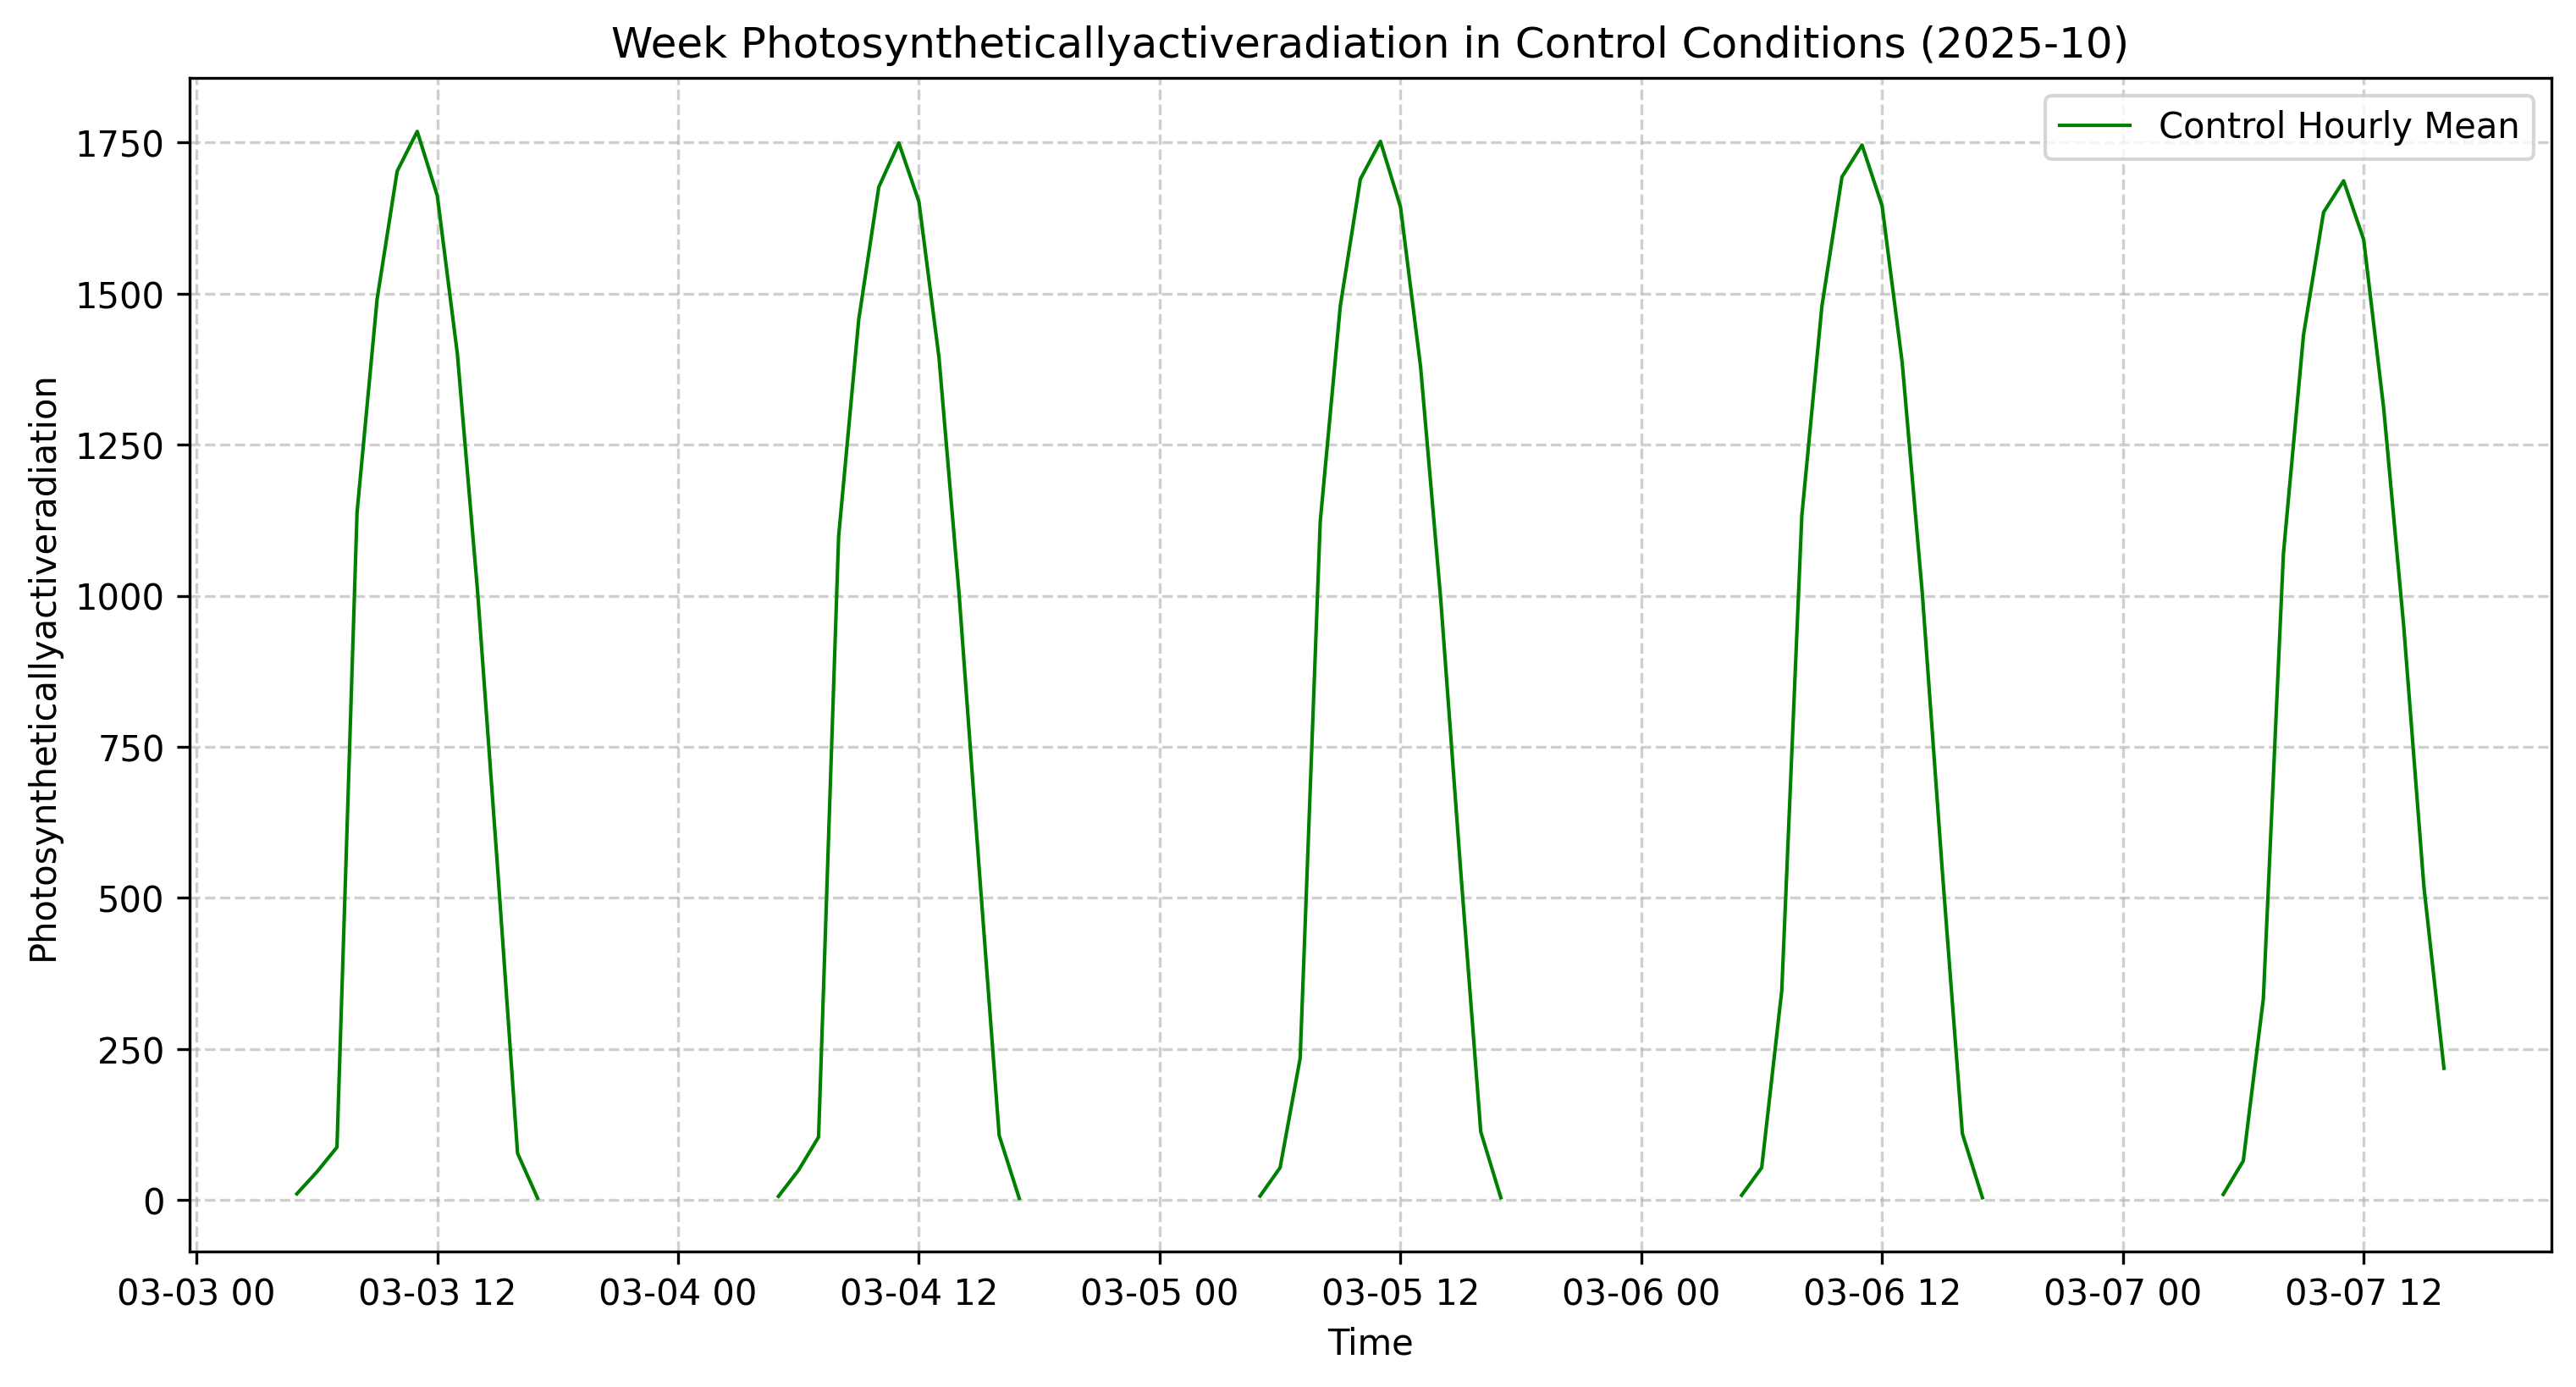 Week Photosyntheticallyactiveradiation in Control Conditions (2025-10)
Control Hourly Mean
Photosyntheticallyactiveradiation
1750
1500
1250
1000
750
500
250
0
03-03 00 03-03 12 03-04 00 03-04 12 03-05 00 03-05 12 03-06 00 03-06 12 03-07 00 03-07 12
Time